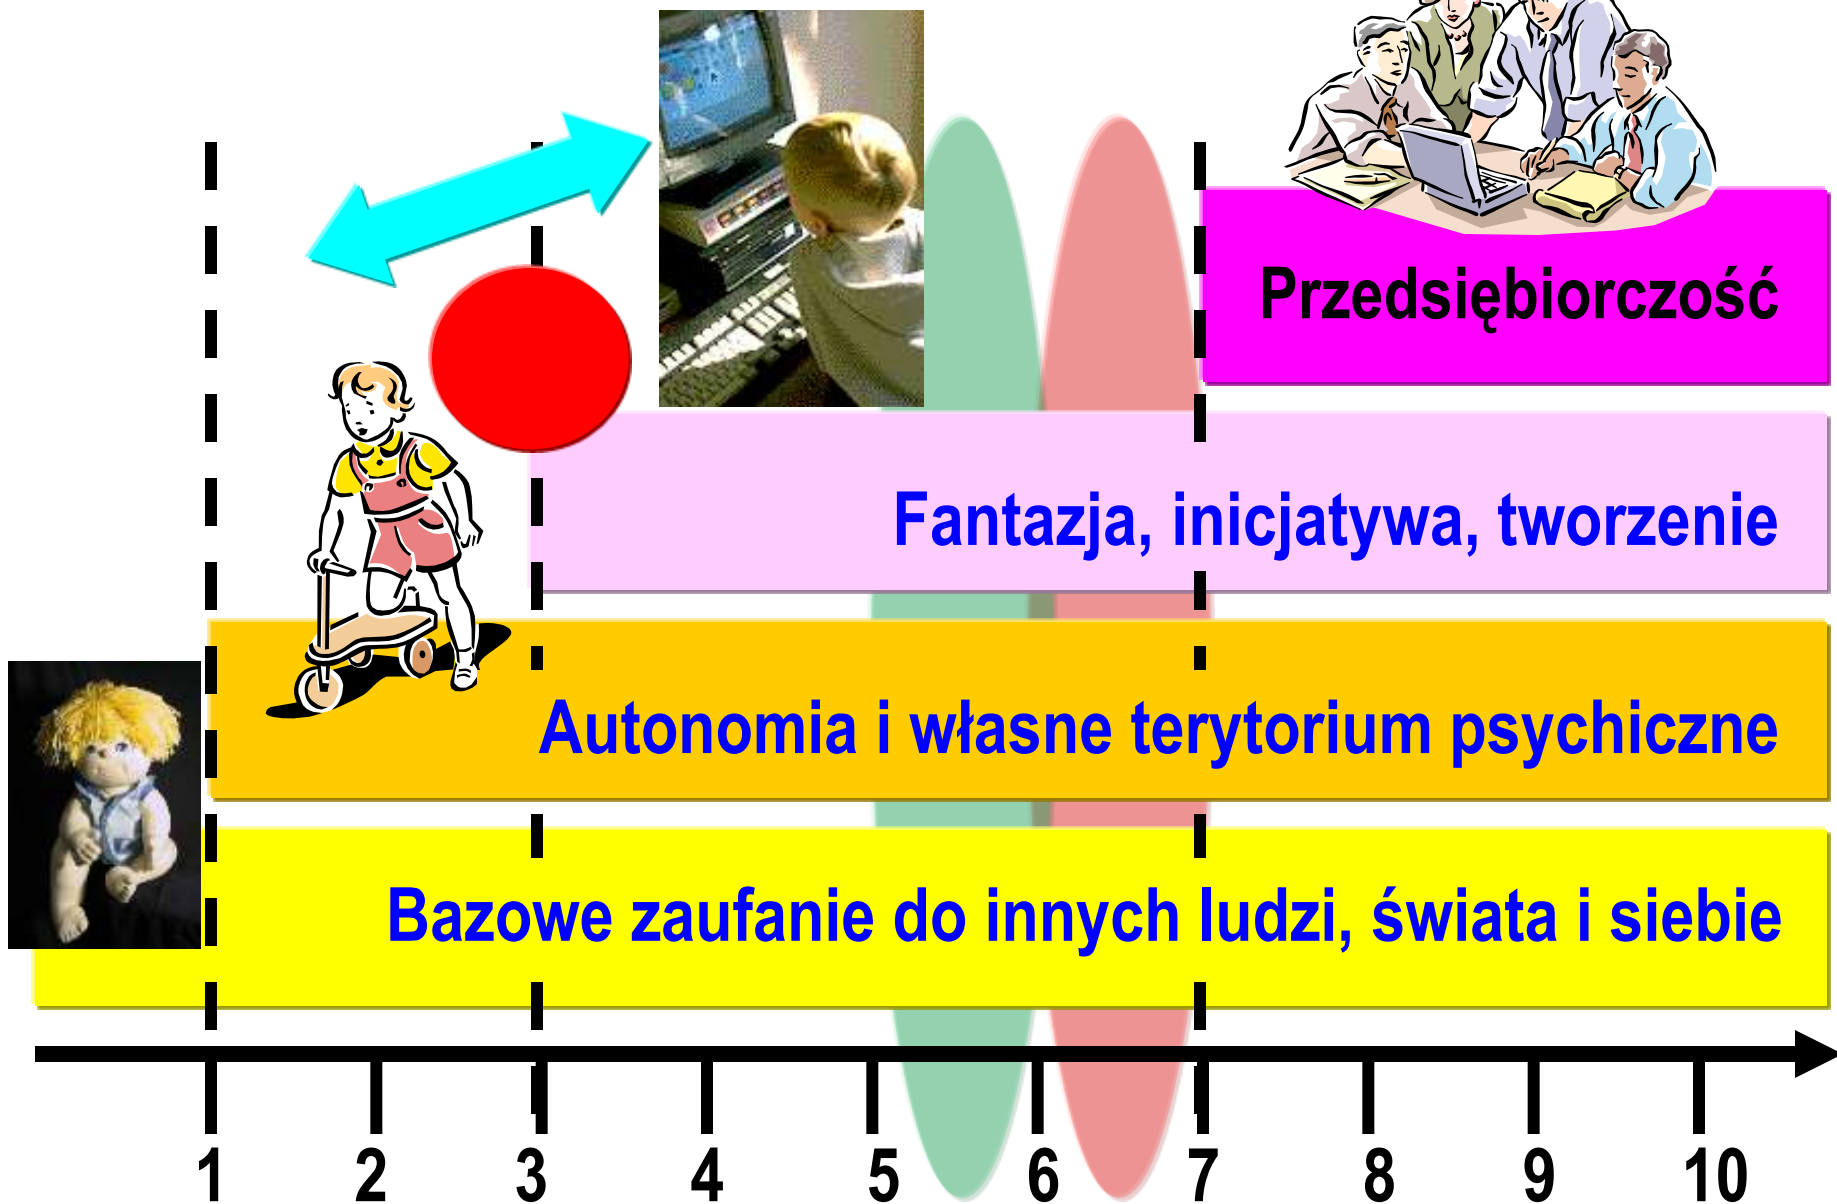 Przedsiębiorczość
Fantazja, inicjatywa, tworzenie
Autonomia i własne terytorium psychiczne
Bazowe zaufanie do innych ludzi, świata i siebie
1 2 3 4 5 6 7 8 9 10